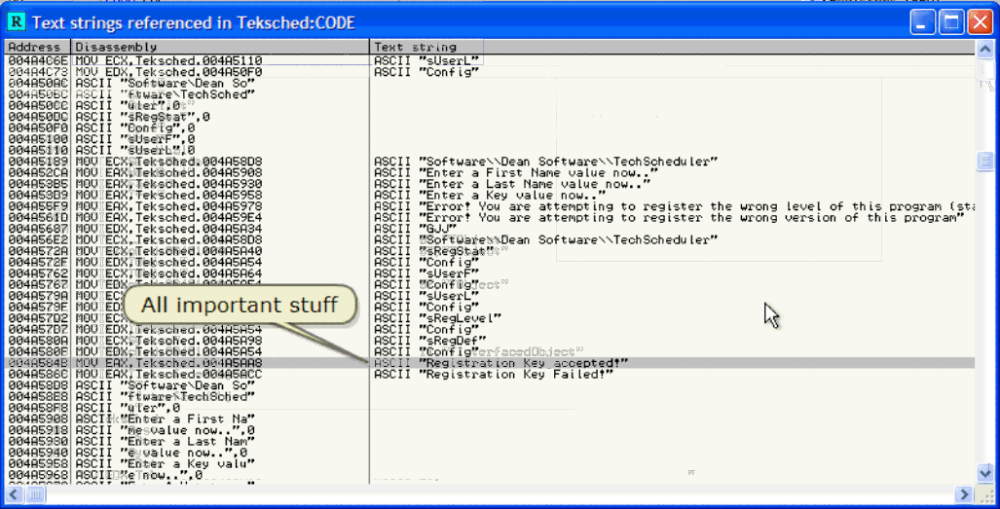 R Text strings referenced in Teksched:CODE
Address Disassembly Text string
004A4C6E MOV ECX,Teksched.004A5110 ASCII "sUserL"
004A4C73 MOV EDX,Teksched.004A50F0 ASCII "Config"
004A50AC ASCII "Software\Dean So"
004A50BC ASCII "ftware\TechSched"
004A50CC ASCII "uler",0
004A50DC ASCII "sRegStat",0
004A50F0 ASCII "Config",0
004A5100 ASCII "sUserF",0
004A5110 ASCII "sUserL",0
004A5189 MOV ECX,Teksched.004A58D8 ASCII "Software\\Dean Software\\TechScheduler"
004A52CA MOV EAX,Teksched.004A5908 ASCII "Enter a First Name value now.."
004A53B5 MOV EAX,Teksched.004A5930 ASCII "Enter a Last Name value now.."
004A53D9 MOV EAX,Teksched.004A5958 ASCII "Enter a Key value now.."
004A55F9 MOV EAX,Teksched.004A5978 ASCII "Error! You are attempting to register the wrong level of this program (sta
004A561D MOV EAX,Teksched.004A59E4 ASCII "Error! You are attempting to register the wrong version of this program"
004A5687 MOV EDX,Teksched.004A5A34 ASCII "GJJ"
004A56E2 MOV ECX,Teksched.004A58D8 ASCII "Software\\Dean Software\\TechScheduler"
004A572A MOV ECX,Teksched.004A5A40 ASCII "sRegStat"
004A572F MOV EDX,Teksched.004A5A54 ASCII "Config"
004A5762 MOV ECX,Teksched.004A5A64 ASCII "sUserF"
004A5767 MOV EDX,Teksched.004A5A54 ASCII "Config"
004A579A MOV ECX ASCII "sUserL"
004A579E MOV EDX ASCII "Config"
004A57D2 MOV ECX ASCII "sRegLevel"
004A57D7 MOV EDX,Teksched.004A5A54 ASCII "Config"
004A580A MOV ECX,Teksched.004A5A98 ASCII "sRegDef"
004A580F MOV EDX,Teksched.004A5A54 ASCII "Config"
004A584B MOV EAX,Teksched.004A5AA8 ASCII "Registration Key accepted!"
004A586C MOV EAX,Teksched.004A5ACC ASCII "Registration Key Failed!"
004A58D8 ASCII "Software\Dean So"
004A58E8 ASCII "ftware\TechSched"
004A58F8 ASCII "uler",0
004A5908 ASCII "Enter a First Na"
004A5918 ASCII "me value now..",0
004A5930 ASCII "Enter a Last Nam"
004A5940 ASCII "e value now..",0
004A5958 ASCII "Enter a Key valu"
004A5968 ASCII "e now..",0
All important stuff